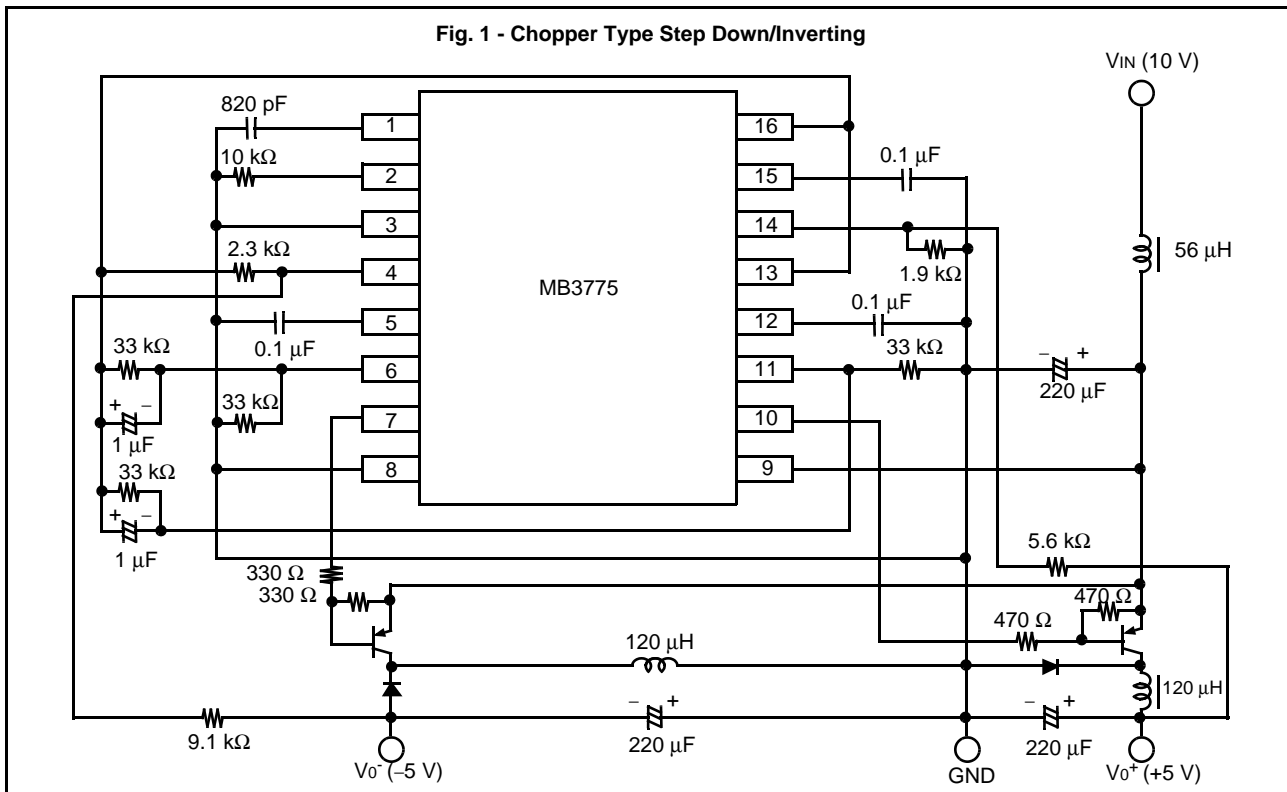 Fig. 1 - Chopper Type Step Down/Inverting
VIN (10 V)
820 pF
1
16
10 kΩ
0.1 μF
2
15
3
14
2.3 kΩ
56 μH
4
13
1.9 kΩ
MB3775
5
12
0.1 μF
33 kΩ
0.1 μF
6
11
33 kΩ
− +
220 μF
+ −
33 kΩ
7
10
1 μF
8
9
33 kΩ
+ −
1 μF
5.6 kΩ
330 Ω
330 Ω
470 Ω
470 Ω
120 μH
120 μH
− +
− +
9.1 kΩ
220 μF
220 μF
V0- (−5 V)
GND
V0+ (+5 V)